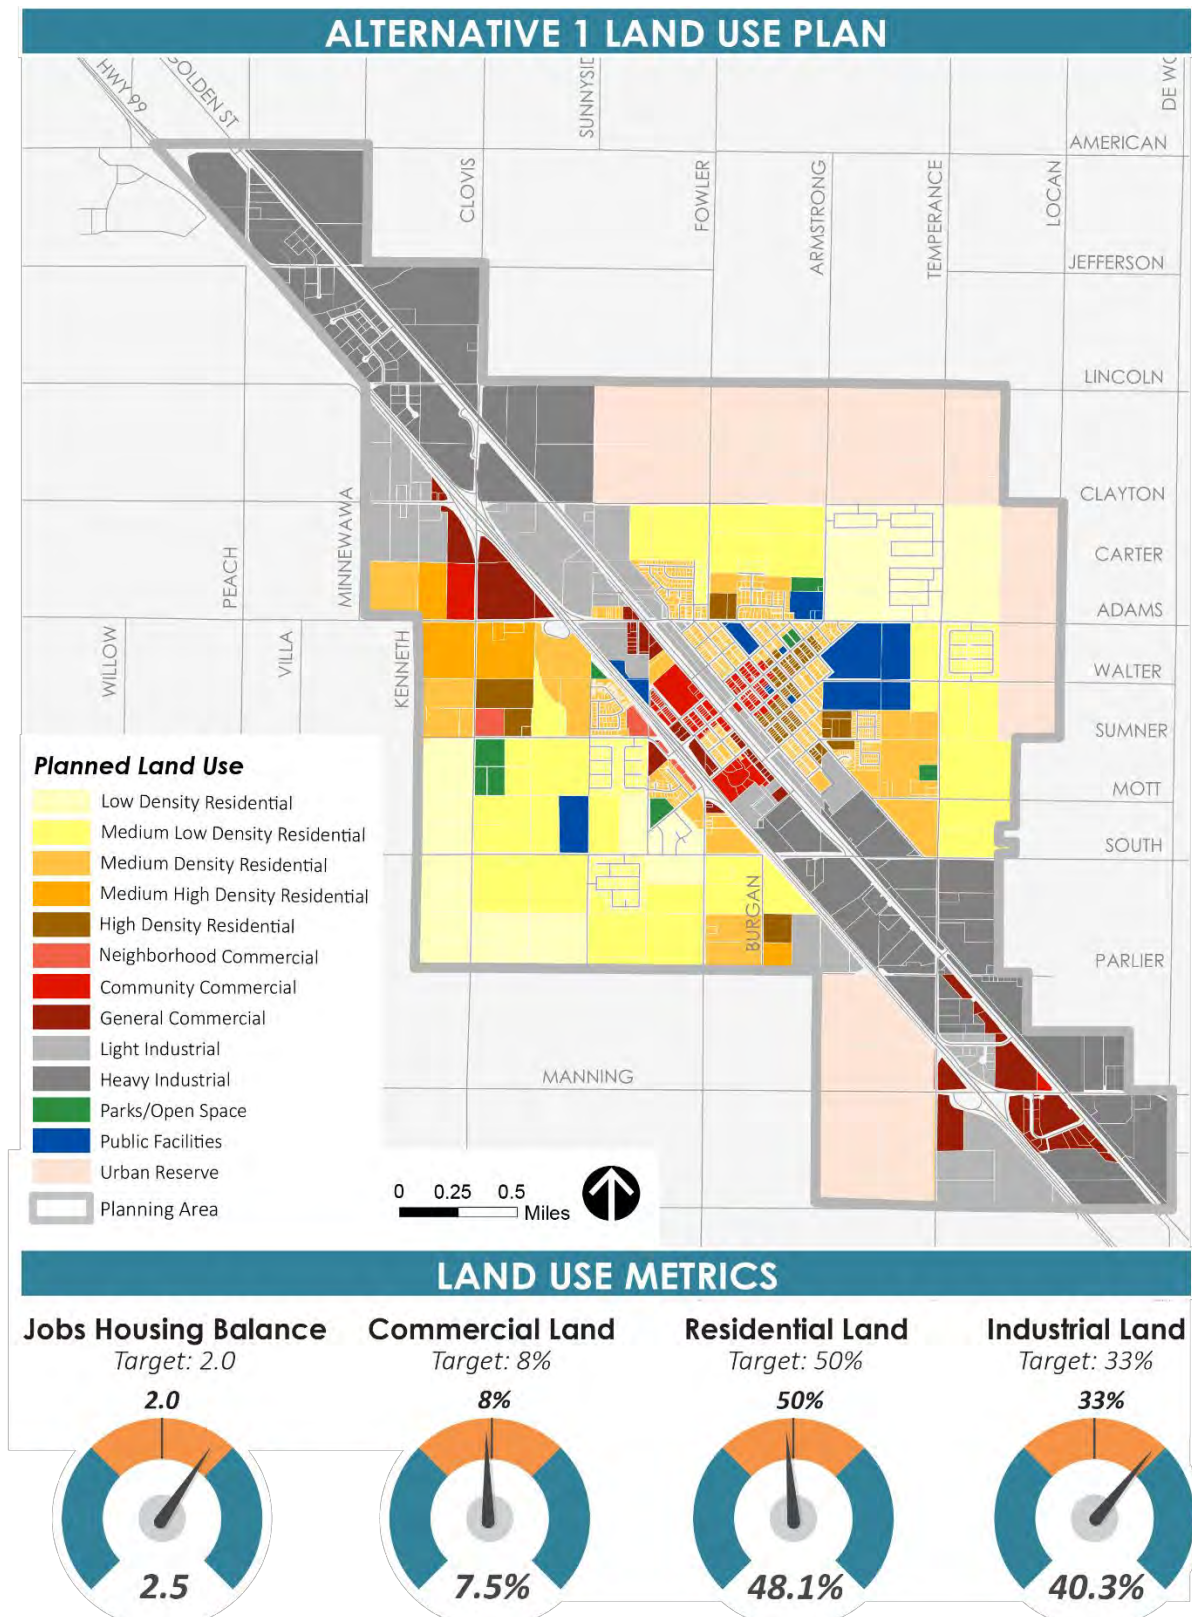 ALTERNATIVE 1 LAND USE PLAN
HWY 99
GOLDEN ST
SUNNYSID
DE WO
AMERICAN
CLOVIS
FOWLER
ARMSTRONG
TEMPERANCE
LOCAN
JEFFERSON
LINCOLN
CLAYTON
CARTER
ADAMS
WALTER
SUMNER
MOTT
SOUTH
PARLIER
PEACH
MINNEWAWA
WILLOW
VILLA
KENNETH
BURGAN
MANNING
Planned Land Use
Low Density Residential
Medium Low Density Residential
Medium Density Residential
Medium High Density Residential
High Density Residential
Neighborhood Commercial
Community Commercial
General Commercial
Light Industrial
Heavy Industrial
Parks/Open Space
Public Facilities
Urban Reserve
Planning Area
0 0.25 0.5
Miles
LAND USE METRICS
Jobs Housing Balance
Target: 2.0
2.0
2.5
Commercial Land
Target: 8%
8%
7.5%
Residential Land
Target: 50%
50%
48.1%
Industrial Land
Target: 33%
33%
40.3%